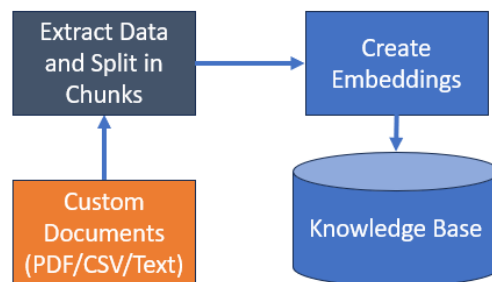 Extract Data
and Split in
Chunks
Create
Embeddings
Custom
Documents
(PDF/CSV/Text)
Knowledge Base